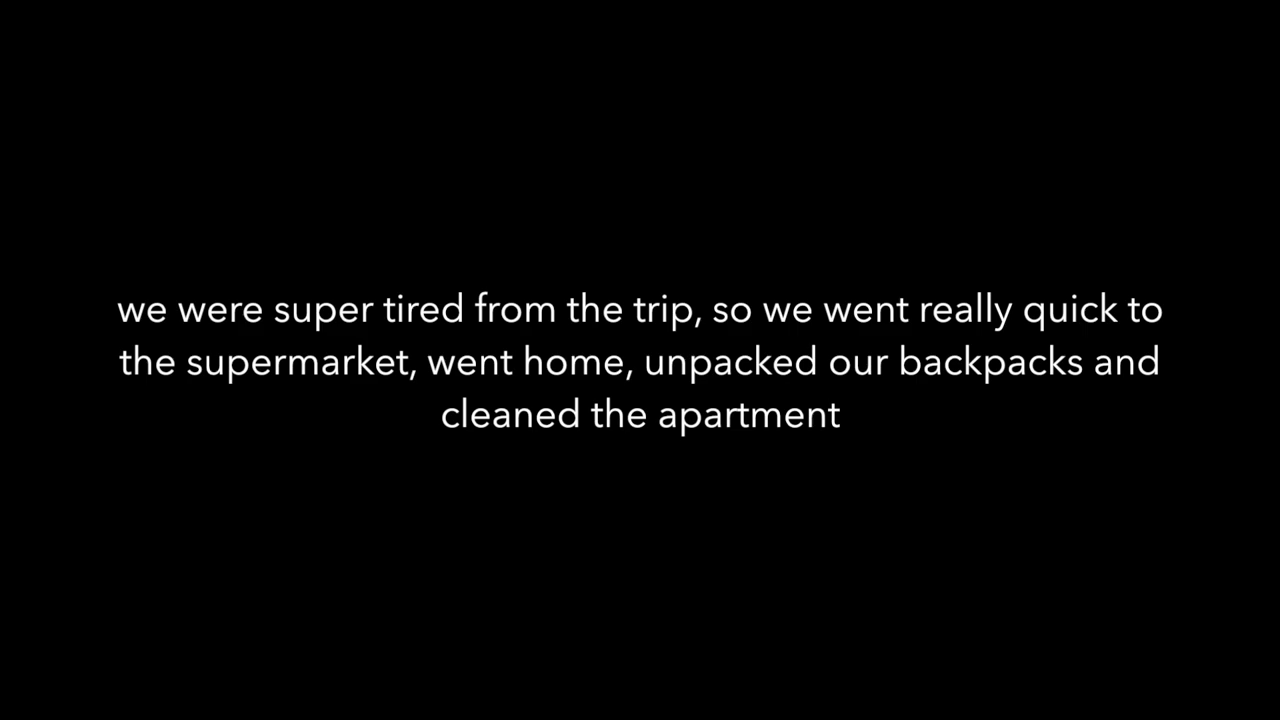 we were super tired from the trip, so we went really quick to
the supermarket, went home, unpacked our backpacks and
cleaned the apartment